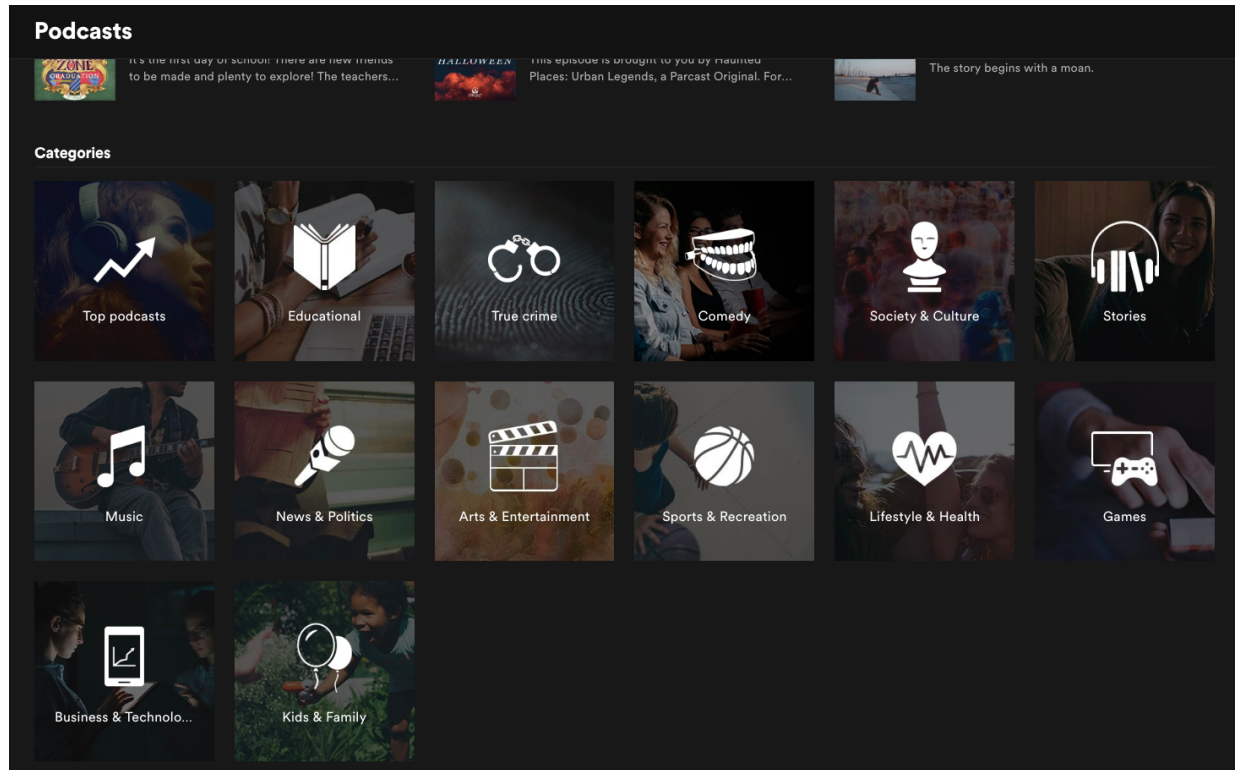 Podcasts
ZONE
GRADUATION
It's the first day of school! There are new friends
to be made and plenty to explore! The teachers...
HALLOWEEN
This episode is brought to you by Haunted
Places: Urban Legends, a Parcast Original. For...
The story begins with a moan.
Categories
Top podcasts
Educational
True crime
Comedy
Society & Culture
Stories
Music
News & Politics
Arts & Entertainment
Sports & Recreation
Lifestyle & Health
Games
Business & Technolo...
Kids & Family